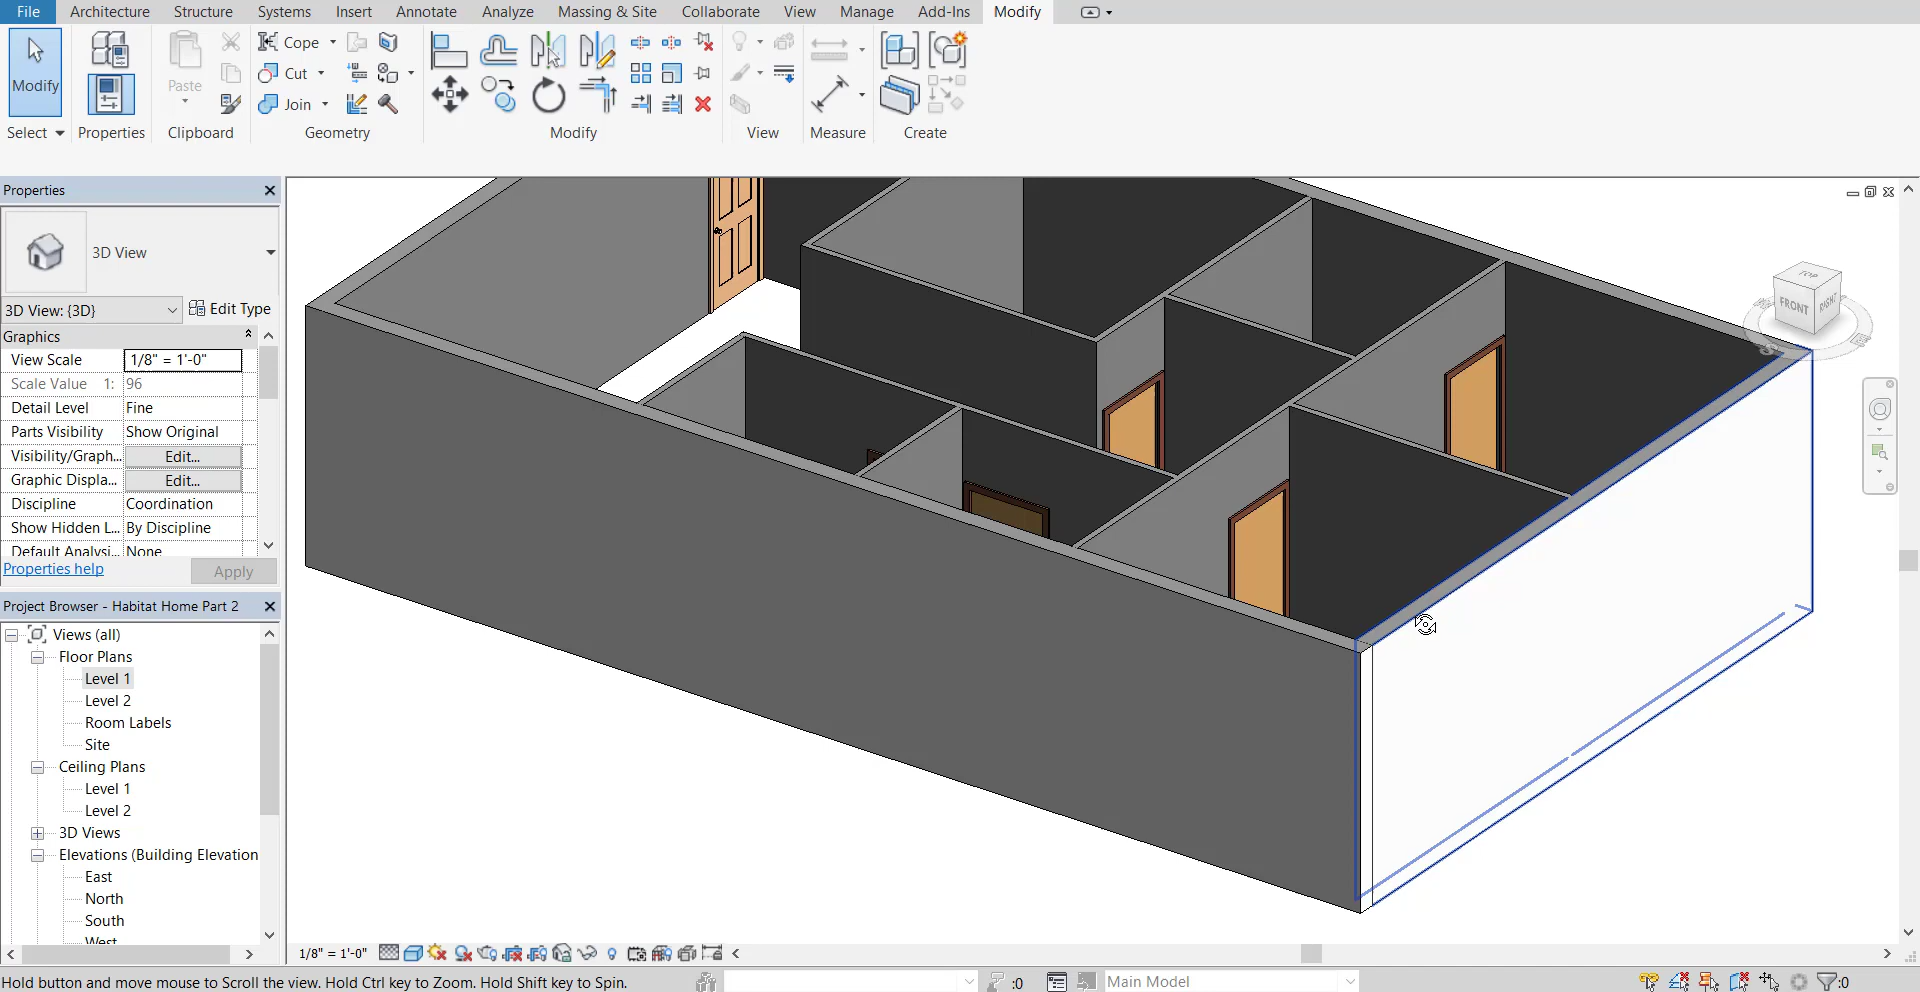 File Architecture Structure Systems Insert Annotate Analyze Massing & Site Collaborate View Manage Add-Ins Modify
Modify
Paste
Cope
Cut
Join
Select Properties Clipboard Geometry Modify View Measure Create
Properties
3D View
3D View: {3D} Edit Type
Graphics
View Scale 1/8" = 1'-0"
Scale Value 1: 96
Detail Level Fine
Parts Visibility Show Original
Visibility/Graph... Edit...
Graphic Displa... Edit...
Discipline Coordination
Show Hidden L... By Discipline
Default Analysi... None
Properties help Apply
Project Browser - Habitat Home Part 2
Views (all)
Floor Plans
Level 1
Level 2
Room Labels
Site
Ceiling Plans
Level 1
Level 2
3D Views
Elevations (Building Elevation
East
North
South
West
TOP
FRONT RIGHT
S
1/8" = 1'-0"
Hold button and move mouse to Scroll the view. Hold Ctrl key to Zoom. Hold Shift key to Spin.
:0
Main Model
:0